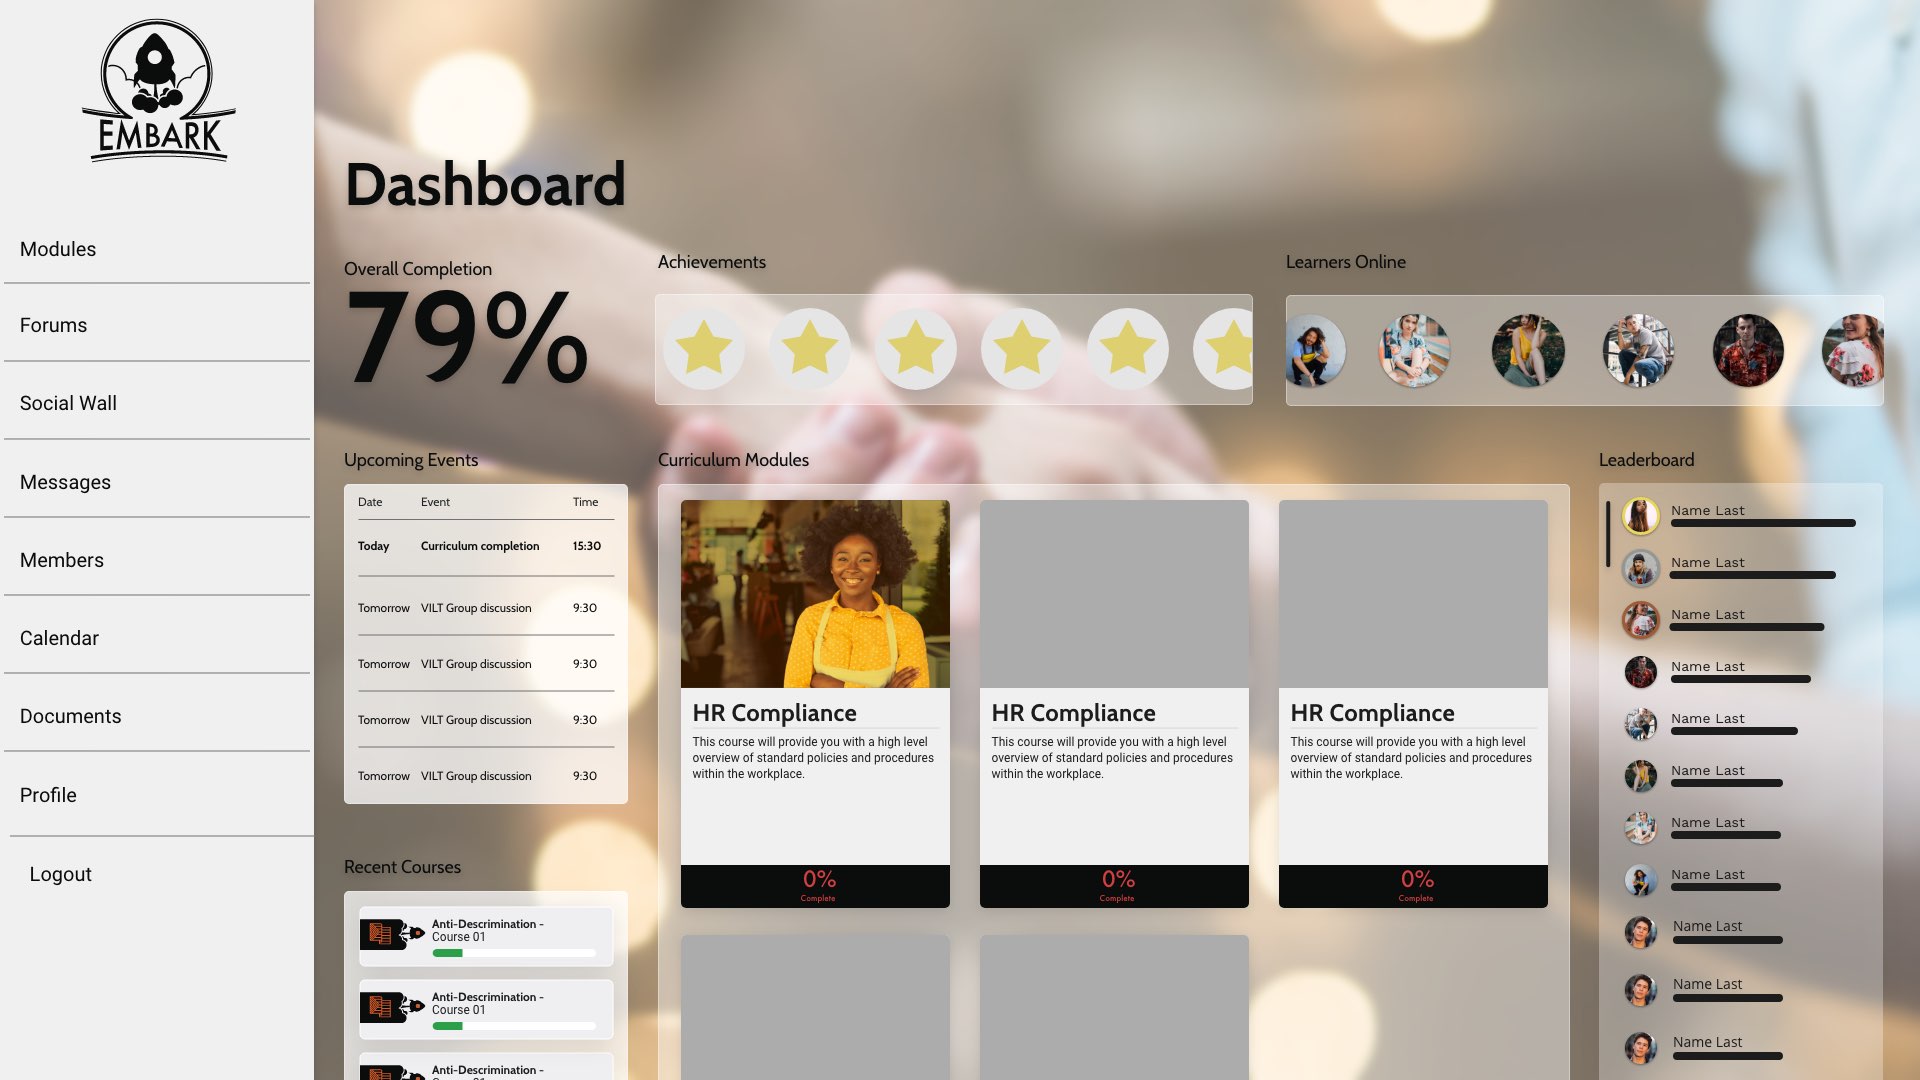 EMBARK
Modules
Forums
Social Wall
Messages
Members
Calendar
Documents
Profile
Logout
Dashboard
Overall Completion
79%
Achievements
Learners Online
Upcoming Events
Date Event Time
Today Curriculum completion 15:30
Tomorrow VILT Group discussion 9:30
Tomorrow VILT Group discussion 9:30
Tomorrow VILT Group discussion 9:30
Tomorrow VILT Group discussion 9:30
Recent Courses
Anti-Descrimination -
Course 01
Anti-Descrimination -
Course 01
Anti-Descrimination -
Curriculum Modules
HR Compliance
This course will provide you with a high level
overview of standard policies and procedures
within the workplace.
0%
Complete
HR Compliance
This course will provide you with a high level
overview of standard policies and procedures
within the workplace.
0%
Complete
HR Compliance
This course will provide you with a high level
overview of standard policies and procedures
within the workplace.
0%
Complete
Leaderboard
Name Last
Name Last
Name Last
Name Last
Name Last
Name Last
Name Last
Name Last
Name Last
Name Last
Name Last